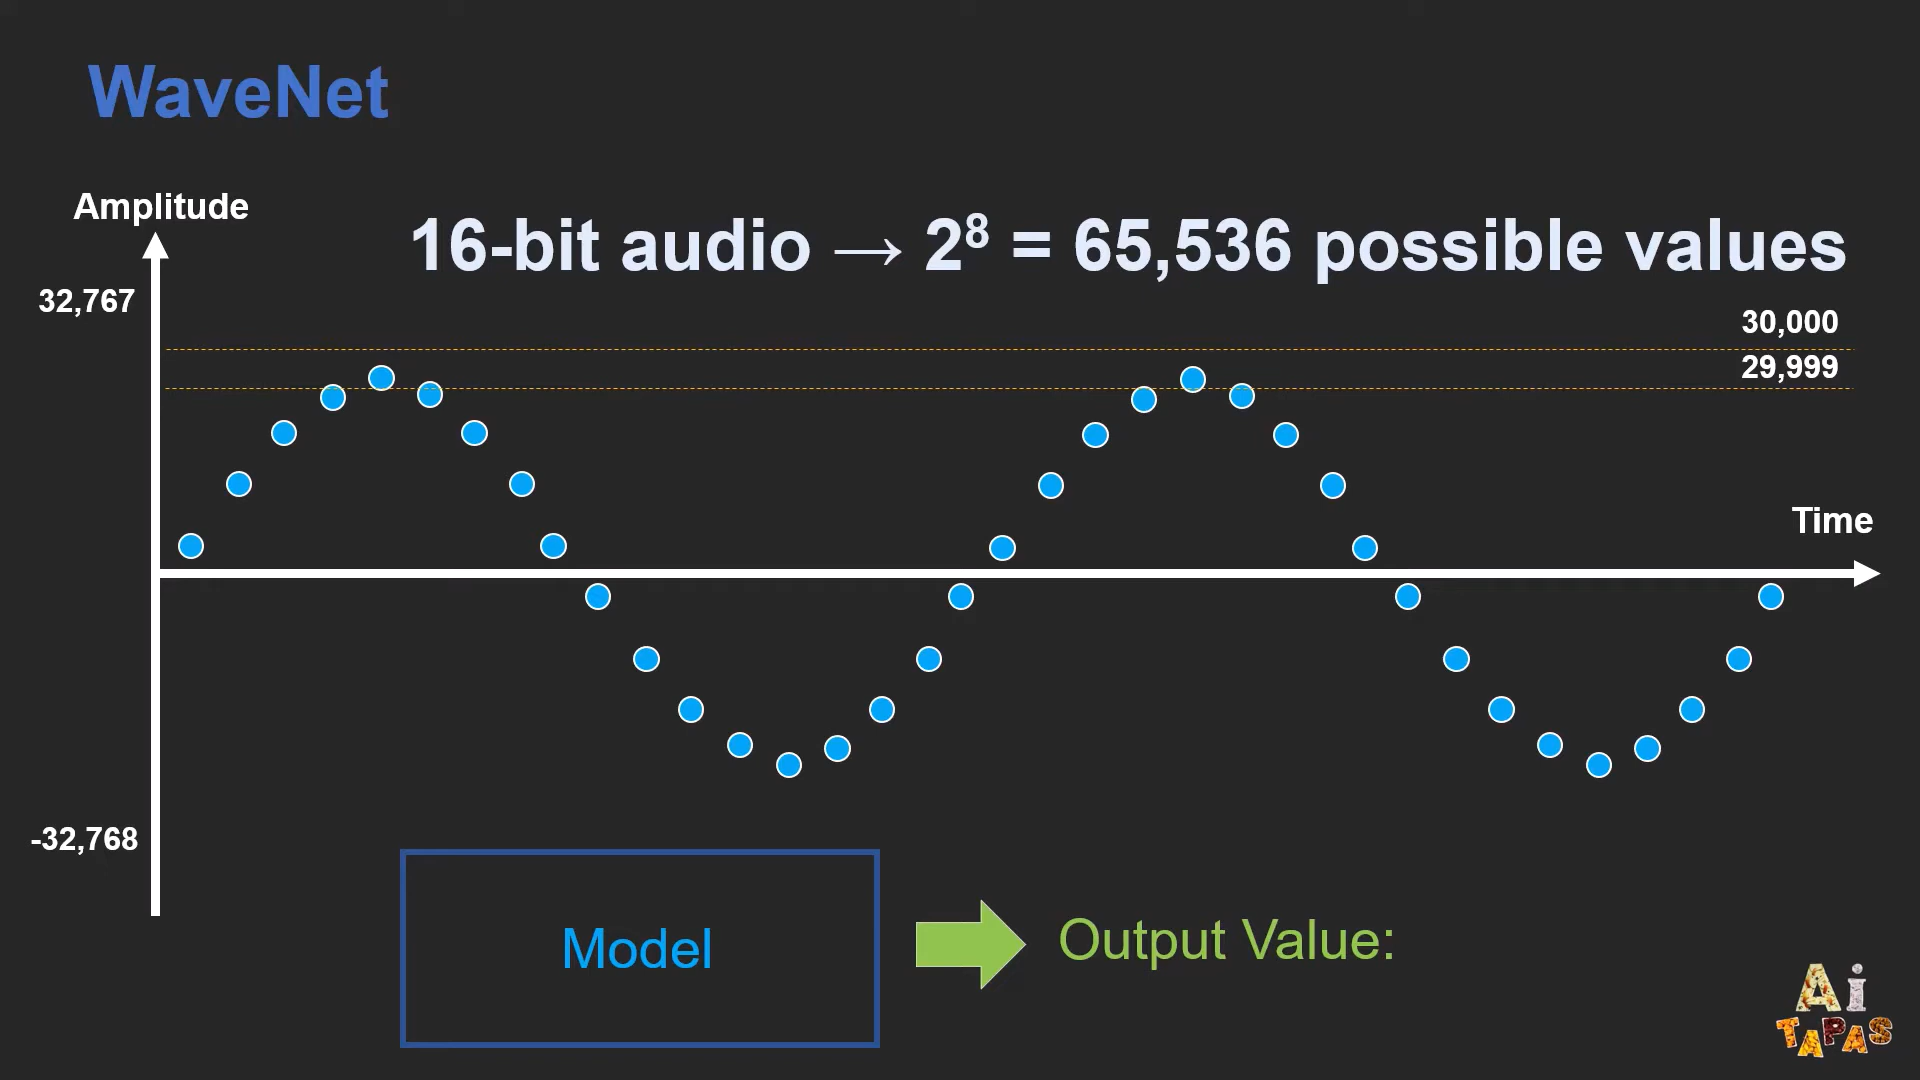 WaveNet
Amplitude
16-bit audio → 2⁸ = 65,536 possible values
32,767
30,000
29,999
Time
-32,768
Model
Output Value:
Ai
TAPAS